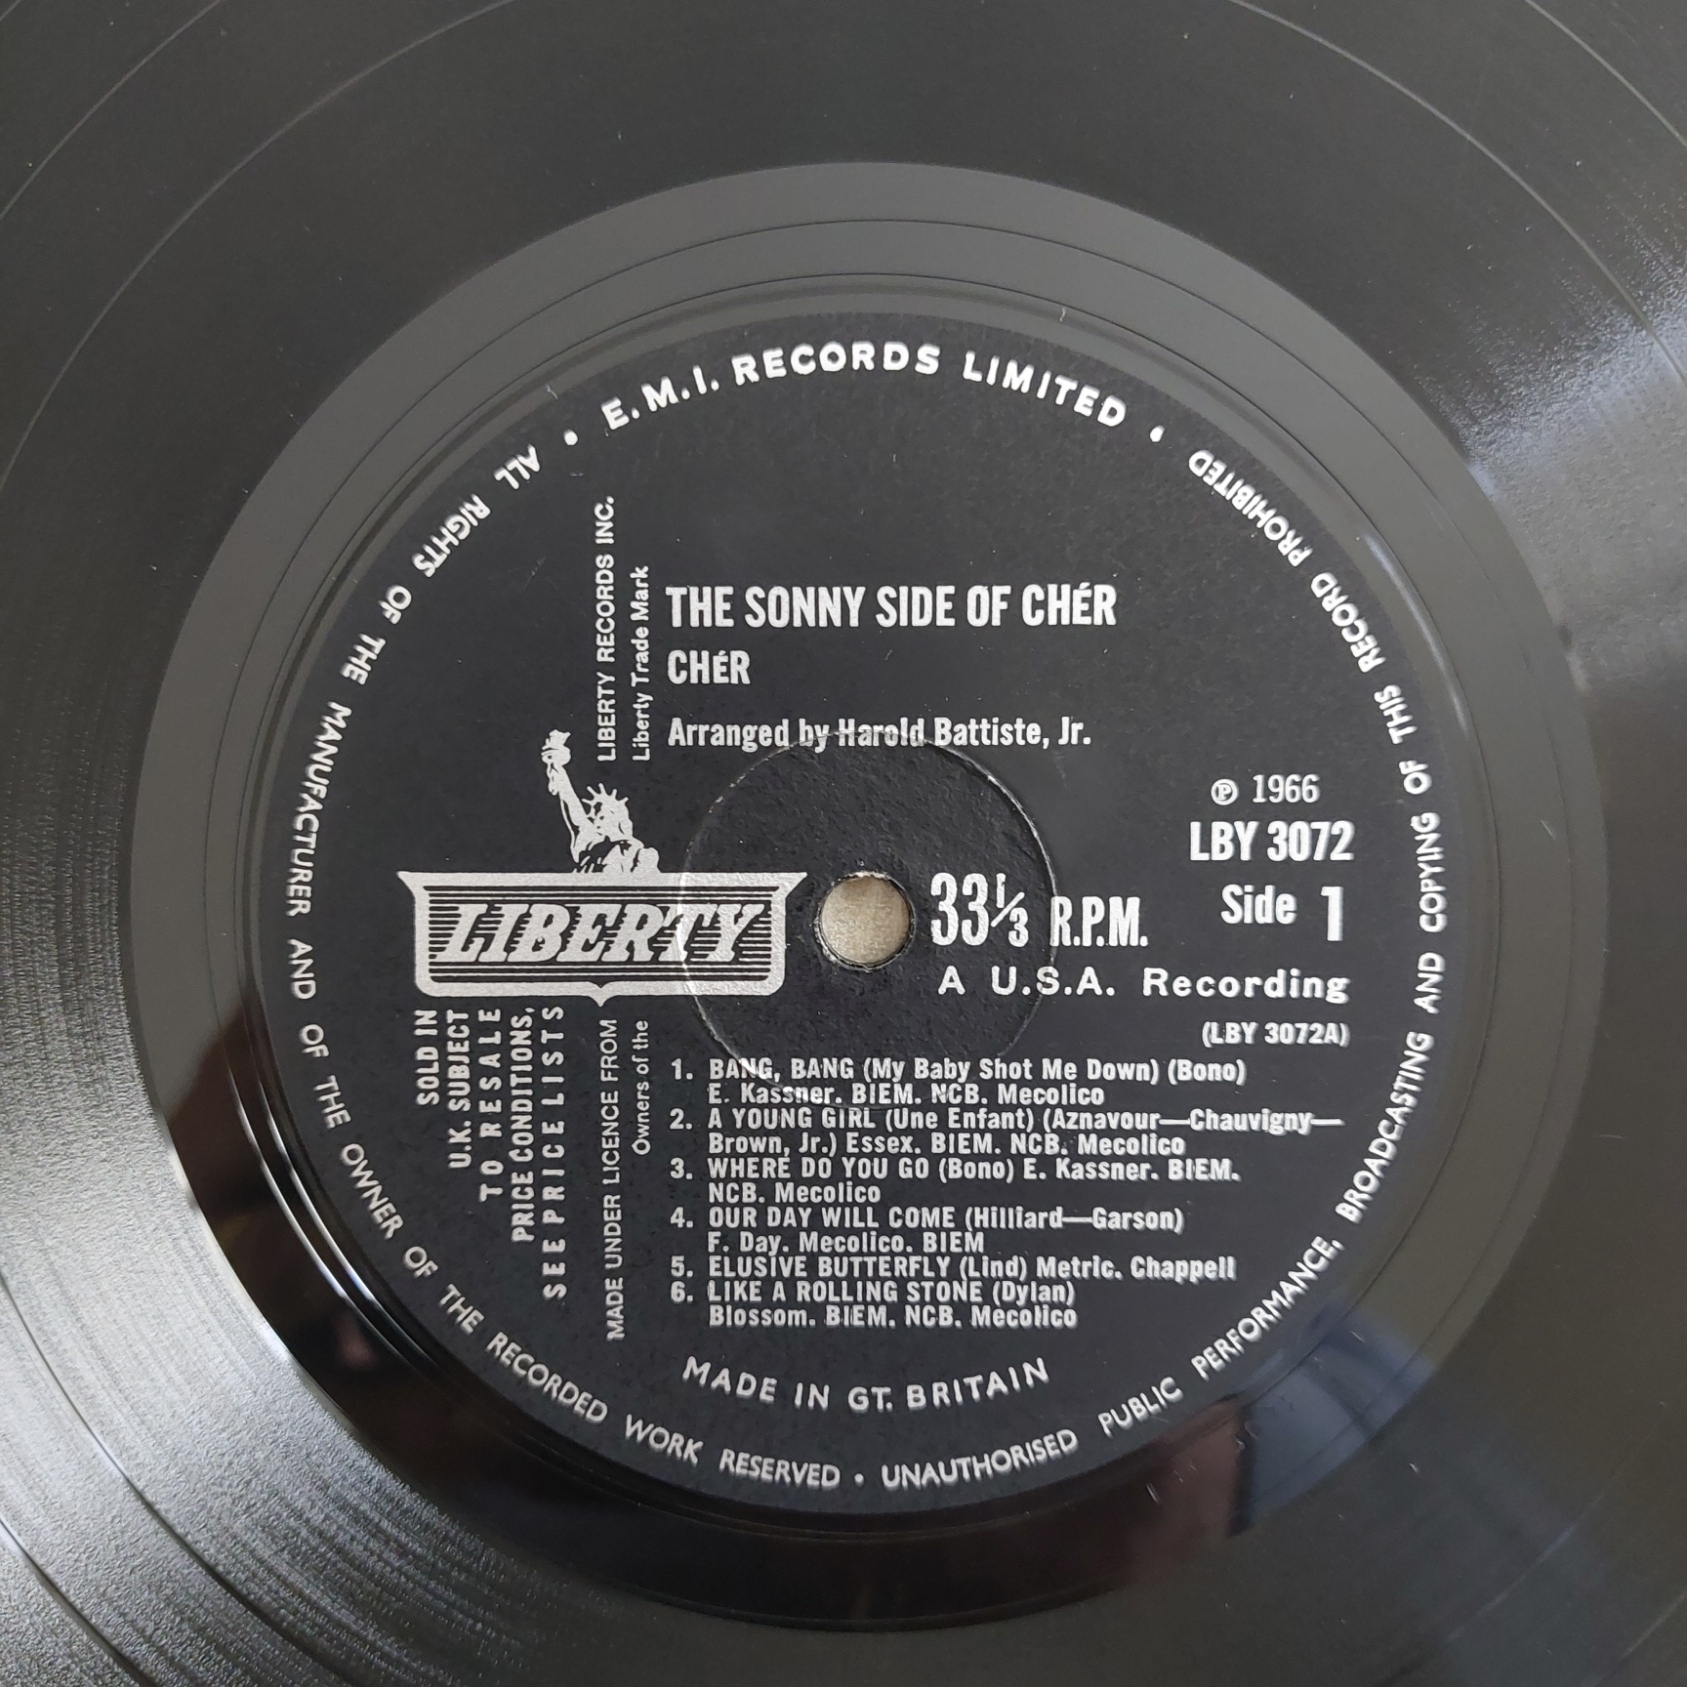 E.M.I. RECORDS LIMITED •
ALL RIGHTS OF THE MANUFACTURER AND OF THE OWNER OF THE RECORDED WORK RESERVED • UNAUTHORISED PUBLIC PERFORMANCE, BROADCASTING AND COPYING OF THIS RECORD PROHIBITED •
LIBERTY RECORDS INC.
Liberty Trade Mark
THE SONNY SIDE OF CHÉR
CHÉR
Arranged by Harold Battiste, Jr.
℗ 1966
LBY 3072
LIBERTY
33⅓ R.P.M.
Side 1
A U.S.A. Recording
(LBY 3072A)
SOLD IN
U.K. SUBJECT
TO RESALE
PRICE CONDITIONS,
SEE PRICE LISTS
MADE UNDER LICENCE FROM
Owners of the
1. BANG, BANG (My Baby Shot Me Down) (Bono)
E. Kassner. BIEM. NCB. Mecolico
2. A YOUNG GIRL (Une Enfant) (Aznavour—Chauvigny—
Brown, Jr.) Essex. BIEM. NCB. Mecolico
3. WHERE DO YOU GO (Bono) E. Kassner. BIEM.
NCB. Mecolico
4. OUR DAY WILL COME (Hilliard—Garson)
F. Day. Mecolico. BIEM
5. ELUSIVE BUTTERFLY (Lind) Metric. Chappell
6. LIKE A ROLLING STONE (Dylan)
Blossom. BIEM. NCB. Mecolico
MADE IN GT. BRITAIN